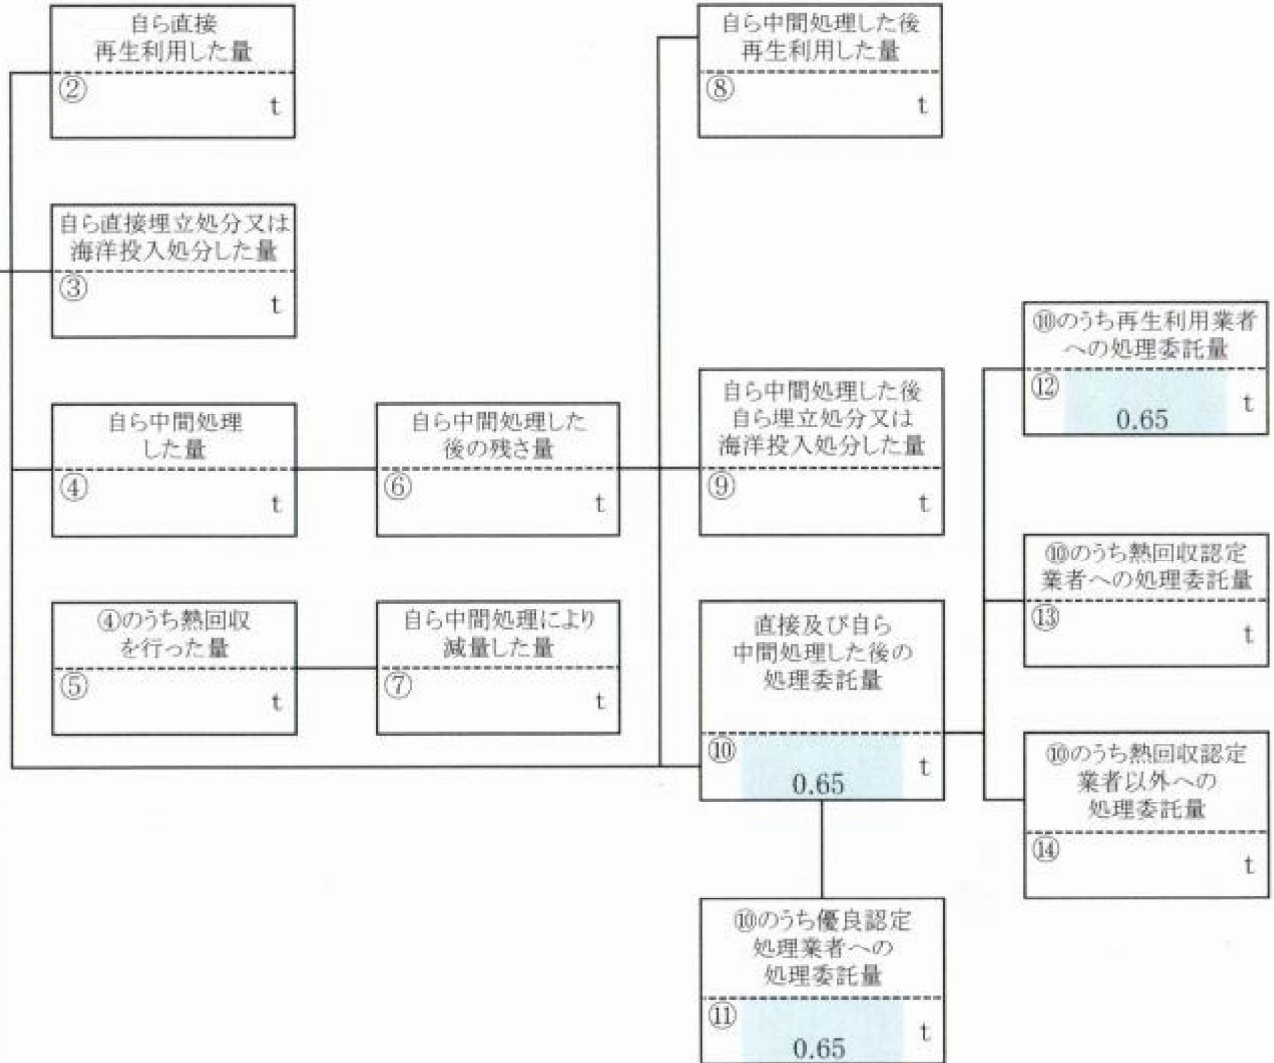 自ら直接
再生利用した量
②
t
自ら中間処理した後
再生利用した量
⑧
t
自ら直接埋立処分又は
海洋投入処分した量
③
t
⑩のうち再生利用業者
への処理委託量
⑫
0.65
t
自ら中間処理
した量
④
t
自ら中間処理した
後の残さ量
⑥
t
自ら中間処理した後
自ら埋立処分又は
海洋投入処分した量
⑨
t
⑩のうち熱回収認定
業者への処理委託量
⑬
t
④のうち熱回収
を行った量
⑤
t
自ら中間処理により
減量した量
⑦
t
直接及び自ら
中間処理した後の
処理委託量
⑩
0.65
t
⑩のうち熱回収認定
業者以外への
処理委託量
⑭
t
⑩のうち優良認定
処理業者への
処理委託量
⑪
0.65
t